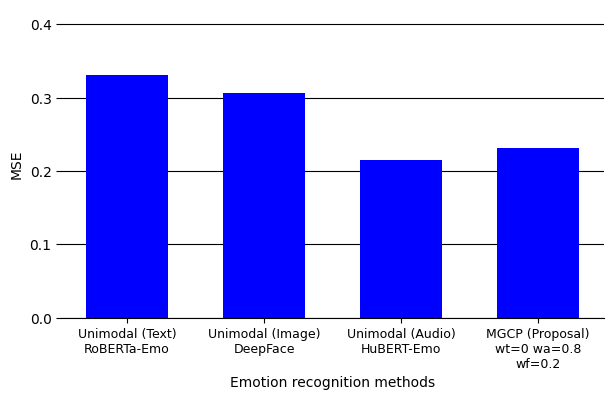 0.4
0.3
0.2
0.1
0.0
MSE
Unimodal (Text)
RoBERTa-Emo
Unimodal (Image)
DeepFace
Unimodal (Audio)
HuBERT-Emo
MGCP (Proposal)
wt=0 wa=0.8
wf=0.2
Emotion recognition methods